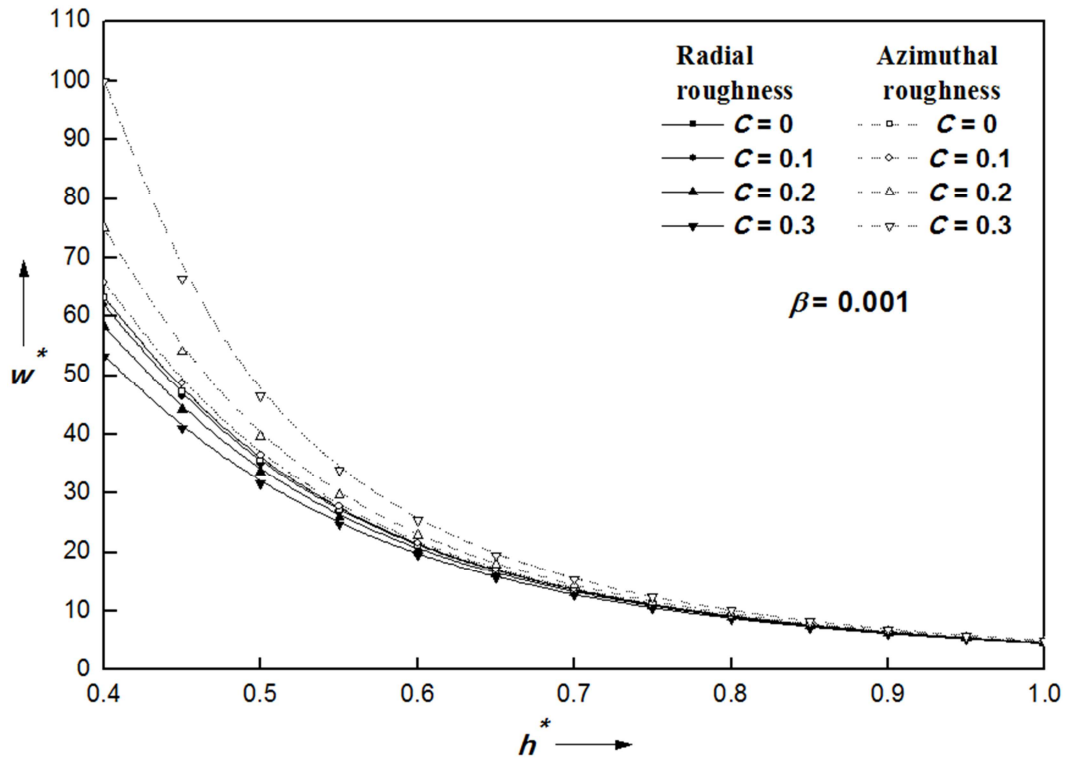 110
100
90
80
70
60
50
40
30
20
10
0
w*
0.4 0.5 0.6 0.7 0.8 0.9 1.0
h*
Radial Azimuthal
roughness roughness
C = 0 C = 0
C = 0.1 C = 0.1
C = 0.2 C = 0.2
C = 0.3 C = 0.3
β = 0.001